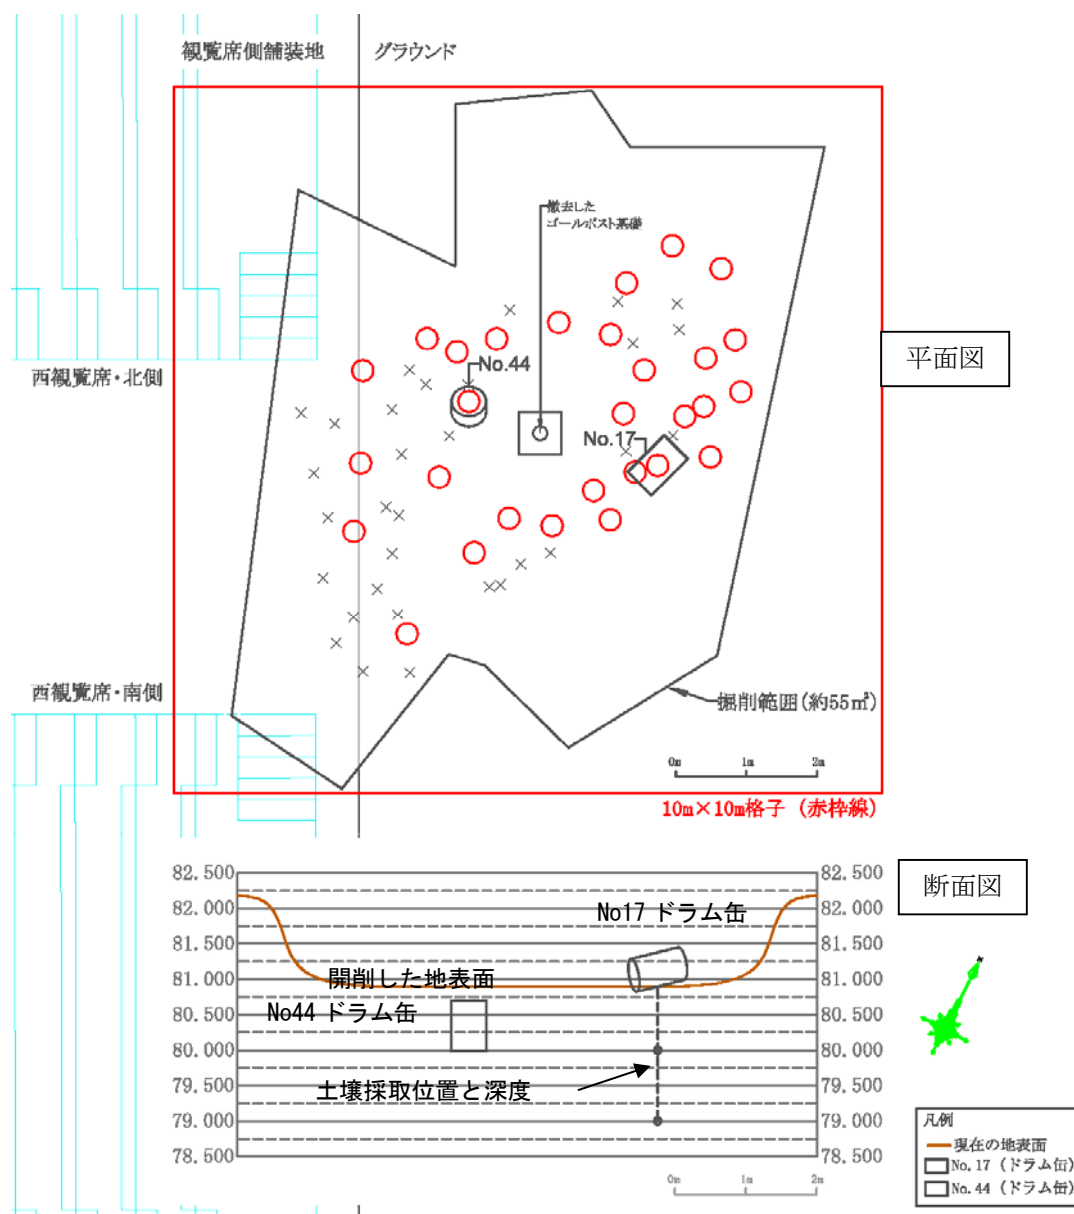 観覧席側舗装地
グラウンド
撤去した
ゴールポスト基礎
No.44
平面図
西観覧席・北側
No.17
西観覧席・南側
掘削範囲(約55㎡)
0m 1m 2m
10m×10m格子 (赤枠線)
82.500 82.500
断面図
82.000 No17 ドラム缶 82.000
81.500 81.500
81.000 開削した地表面 81.000
80.500 No44 ドラム缶 80.500
80.000 80.000
79.500 土壌採取位置と深度 79.500
79.000 79.000
78.500 78.500
0m 1m 2m
凡例
現在の地表面
No.17 (ドラム缶)
No.44 (ドラム缶)